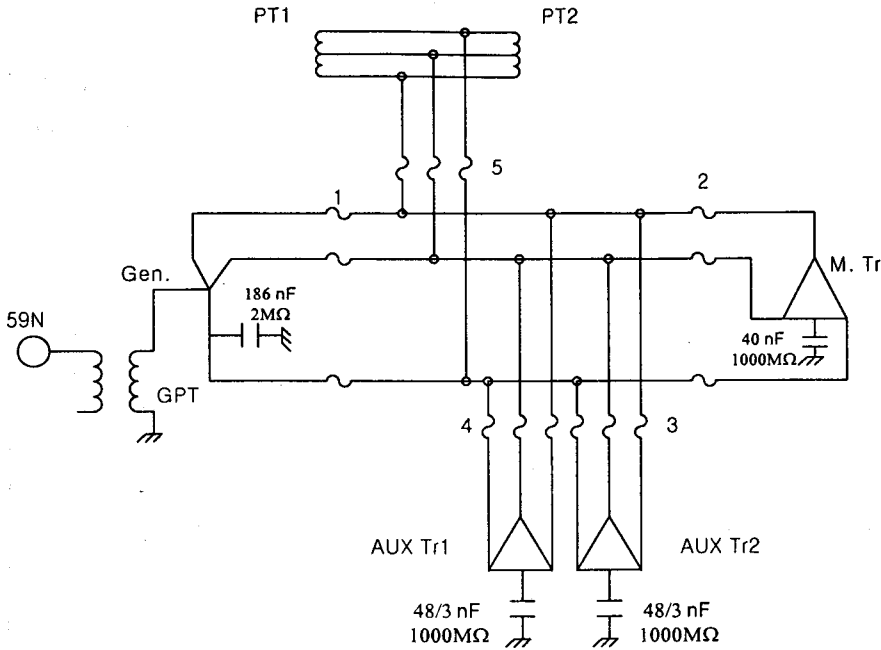 PT1
PT2
5
1
2
Gen.
M. Tr
186 nF
2MΩ
59N
GPT
40 nF
1000MΩ
4
3
AUX Tr1
AUX Tr2
48/3 nF
1000MΩ
48/3 nF
1000MΩ